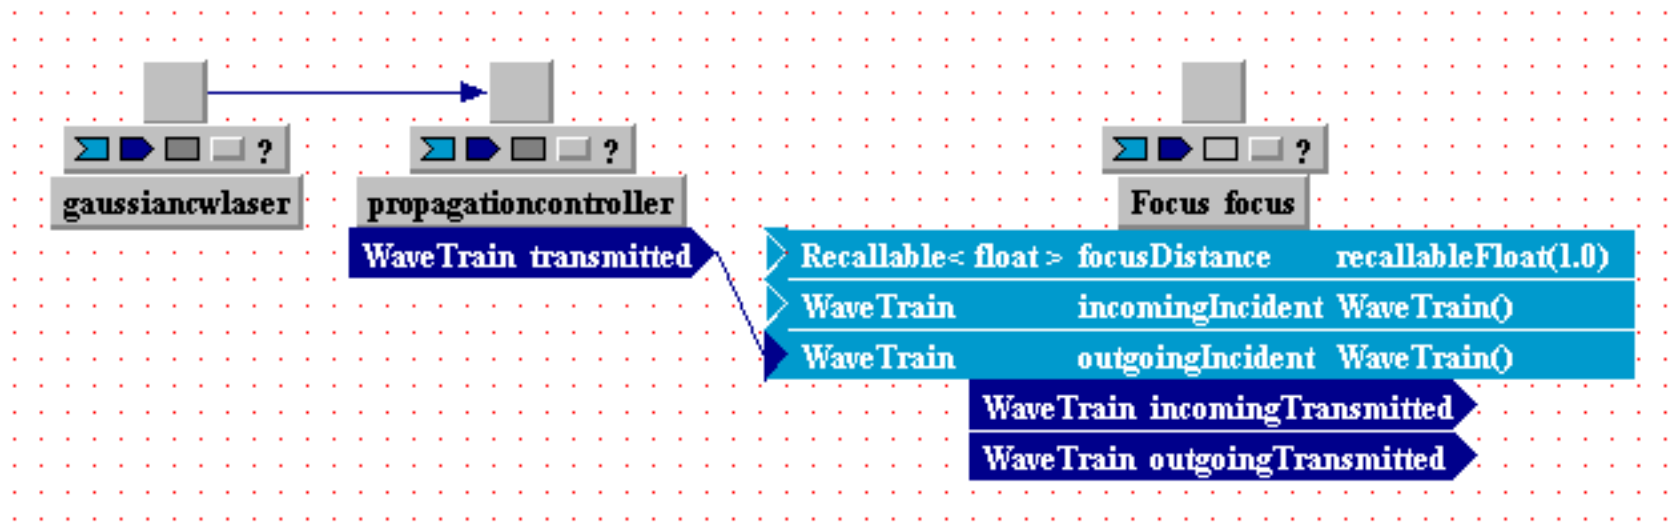 ? ? ?
gaussiancwlaser propagationcontroller Focus focus
WaveTrain transmitted Recallable< float > focusDistance recallableFloat(1.0)
WaveTrain incomingIncident WaveTrain()
WaveTrain outgoingIncident WaveTrain()
WaveTrain incomingTransmitted
WaveTrain outgoingTransmitted